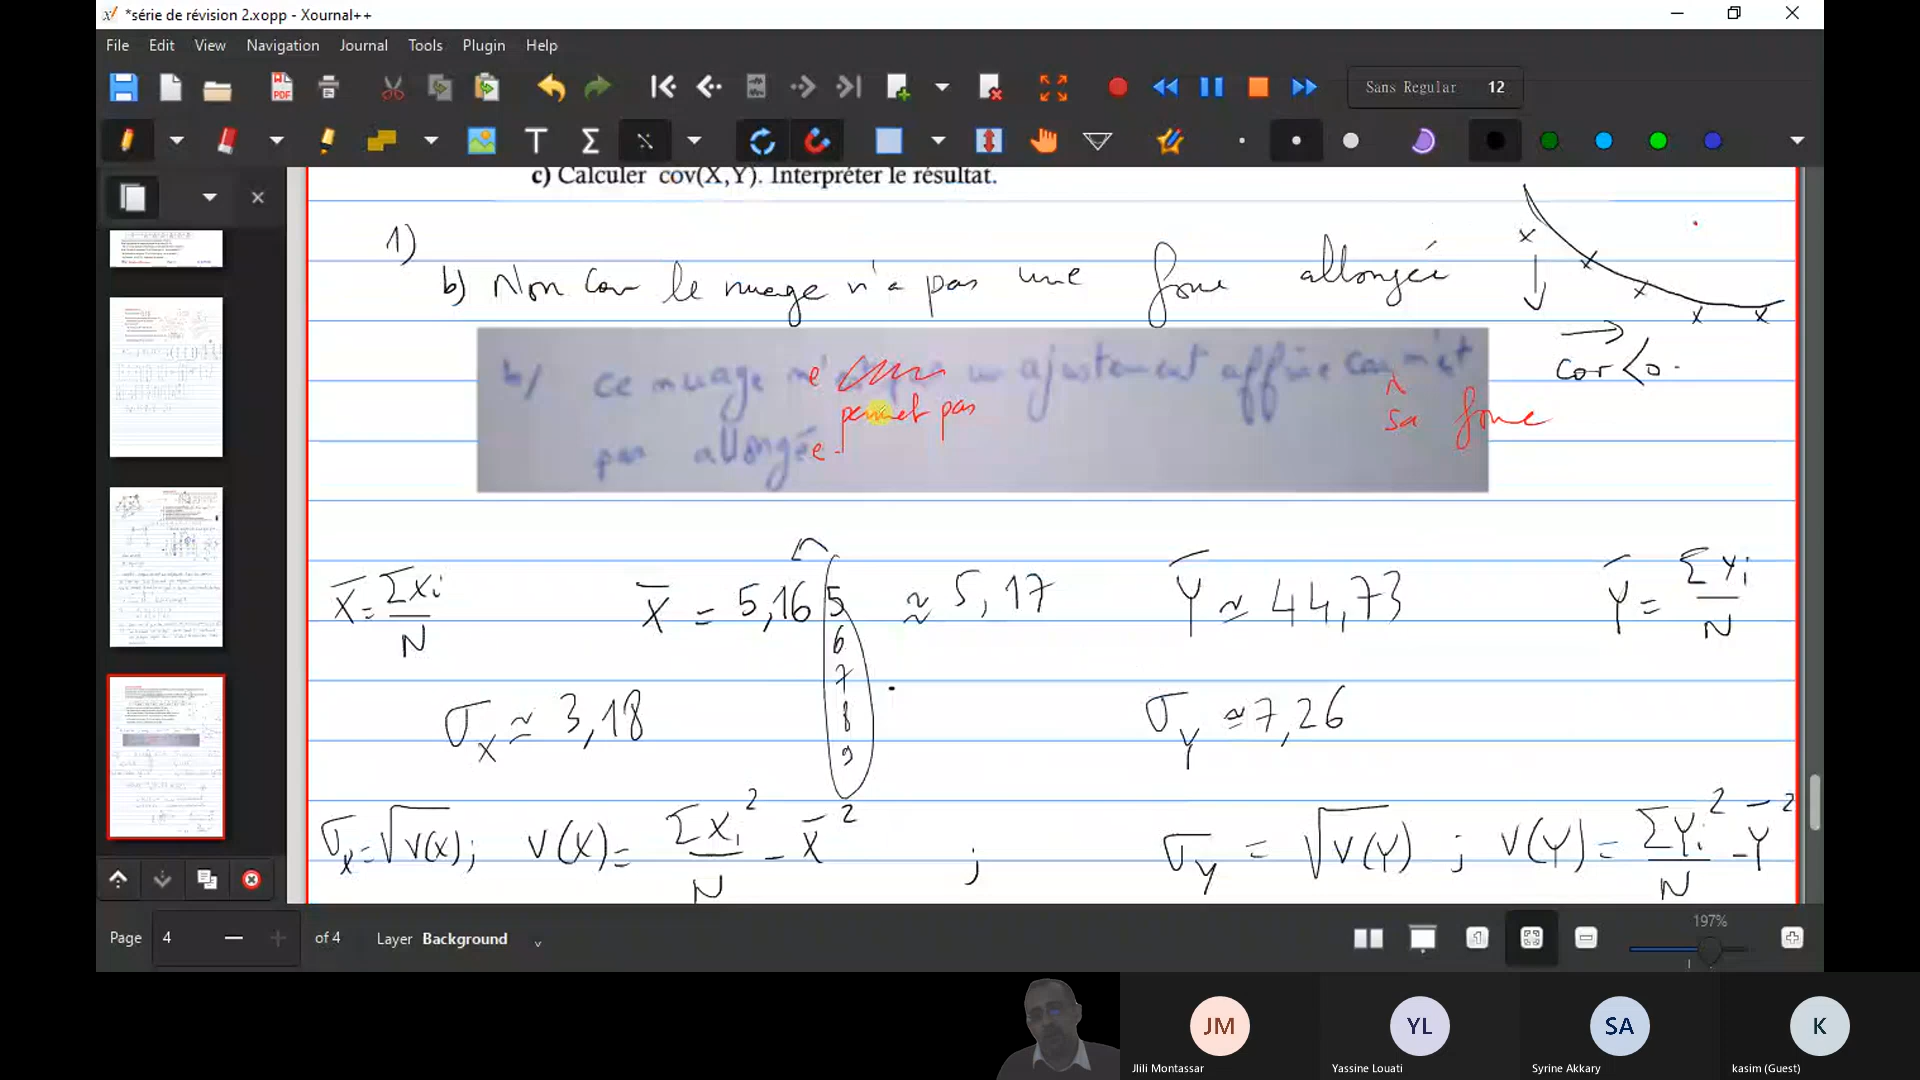 *série de révision 2.xopp - Xournal++
File Edit View Navigation Journal Tools Plugin Help
PDF
Sans Regular 12
T Σ
c) Calculer cov(X,Y). Interpréter le résultat.
1)
b) Non Car le nuage n'a pas une forme allongée
cov < 0.
b/ ce nuage ne un ajustement affine car n'est
permet pas
sa forme
pas allongée.
X̄ = ΣXi / N
X̄ = 5,16 5 ≃ 5,17
6
7
8
9
Ȳ ≃ 44,73
Ȳ = ΣYi / N
σX ≃ 3,18
σY ≃ 7,26
σX = √V(X) ; V(X) = ΣXi² / N - X̄² ;
σY = √V(Y) ; V(Y) = ΣYi² / N - Ȳ²
Page 4 of 4 Layer Background
197%
JM YL SA K
Jlili Montassar Yassine Louati Syrine Akkary kasim (Guest)